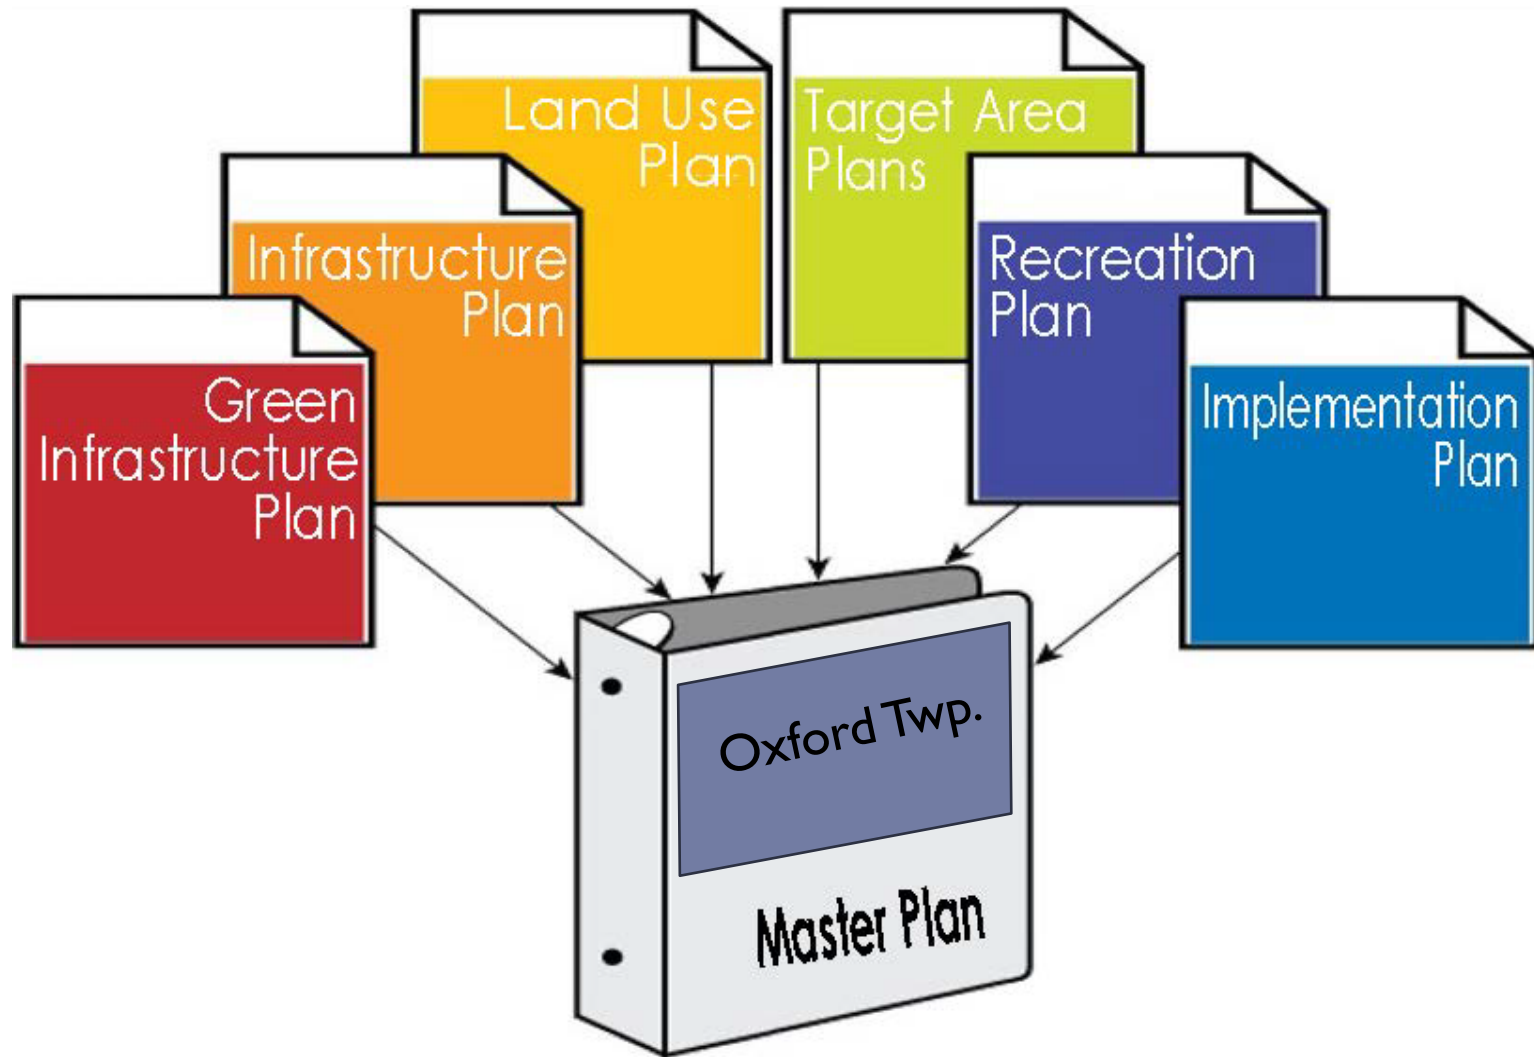 Land Use
Plan
Target Area
Plans
Infrastructure
Plan
Recreation
Plan
Green
Infrastructure
Plan
Implementation
Plan
Oxford Twp.
Master Plan